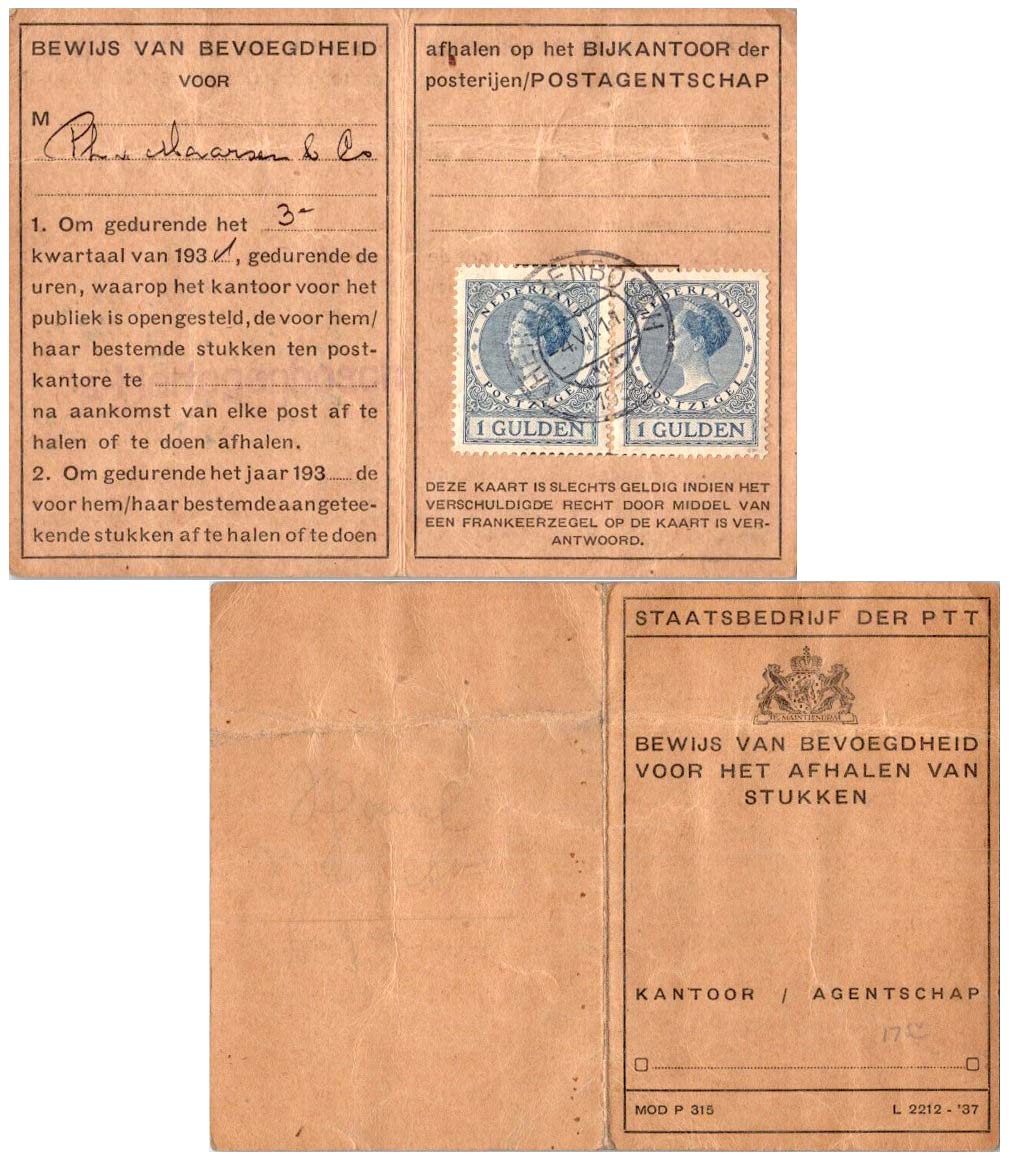 BEWIJS VAN BEVOEGDHEID
VOOR
M
Ph. v Maarsen & Co
1. Om gedurende het 3-
kwartaal van 193, gedurende de
uren, waarop het kantoor voor het
publiek is opengesteld, de voor hem/
haar bestemde stukken ten post-
kantore te
na aankomst van elke post af te
halen of te doen afhalen.
2. Om gedurende het jaar 193 de
voor hem/haar bestemde aangetee-
kende stukken af te halen of te doen
afhalen op het BIJKANTOOR der
posterijen/POSTAGENTSCHAP
NEDERLAND
POSTZEGEL
1 GULDEN
NEDERLAND
POSTZEGEL
1 GULDEN
DEZE KAART IS SLECHTS GELDIG INDIEN HET
VERSCHULDIGDE RECHT DOOR MIDDEL VAN
EEN FRANKEERZEGEL OP DE KAART IS VER-
ANTWOORD.
STAATSBEDRIJF DER PTT
JE MAINTIENDRAI
BEWIJS VAN BEVOEGDHEID
VOOR HET AFHALEN VAN
STUKKEN
KANTOOR / AGENTSCHAP
MOD P 315
L 2212 - '37